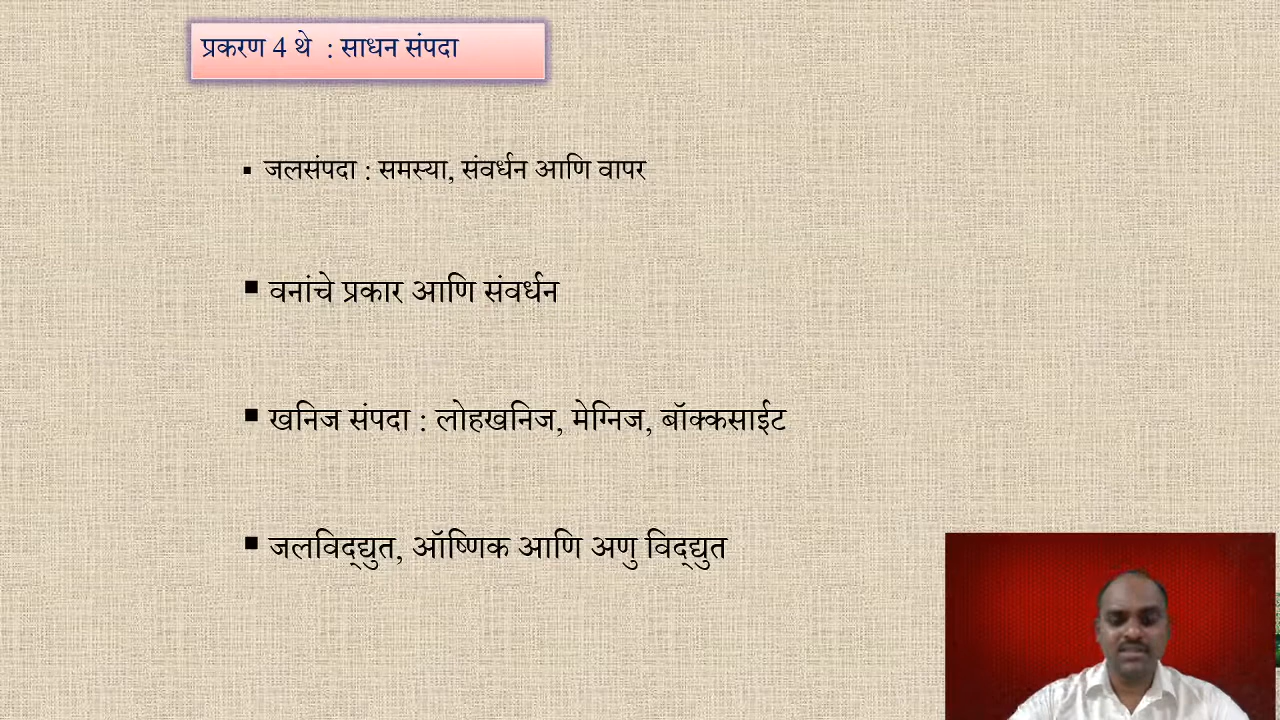 प्रकरण 4 थे : साधन संपदा
▪ जलसंपदा : समस्या, संवर्धन आणि वापर
▪ वनांचे प्रकार आणि संवर्धन
▪ खनिज संपदा : लोहखनिज, मेग्निज, बॉक्कसाईट
▪ जलविद्द्युत, ऑष्णिक आणि अणु विद्द्युत